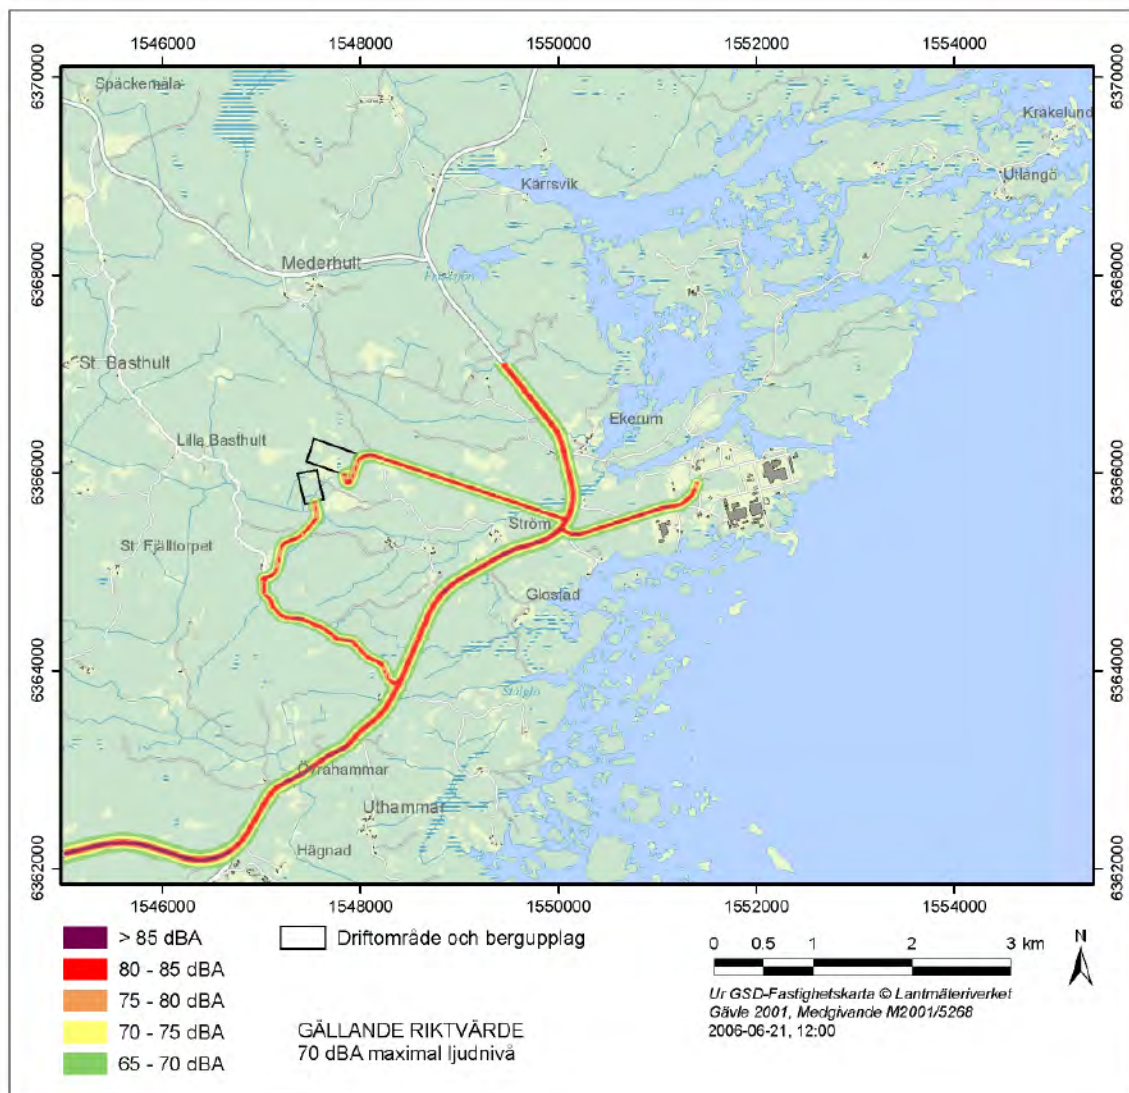 1546000 1548000 1550000 1552000 1554000
6370000 6370000
Späckemåla
Kråkelund
Kärrsvik
Utlångö
Mederhult
6368000 6368000
St. Basthult
Ekerum
Lilla Basthult
6366000 6366000
Ström
St. Fjälltorpet
Glostad
6364000 6364000
Övrahammar
Uthammar
Hägnad
6362000 6362000
1546000 1548000 1550000 1552000 1554000
> 85 dBA
80 - 85 dBA
75 - 80 dBA
70 - 75 dBA
65 - 70 dBA
Driftområde och bergupplag
GÄLLANDE RIKTVÄRDE
70 dBA maximal ljudnivå
0 0.5 1 2 3 km
N
Ur GSD-Fastighetskarta © Lantmäteriverket
Gävle 2001, Medgivande M2001/5268
2006-06-21, 12:00